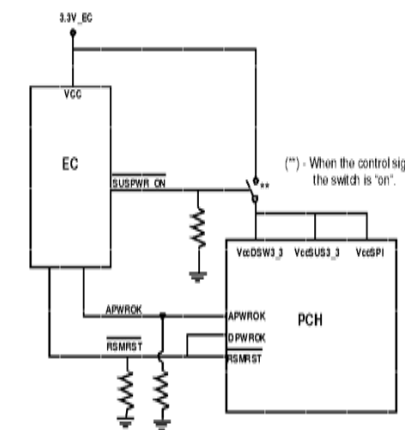 3.3V_EC
VCC
EC
SUSPWR_ON
**
(**) - When the control sig
the switch is "on".
VccDSW3_3 VccSUS3_3 VccSPI
APWROK
APWROK
PCH
DPWROK
RSMRST
RSMRST